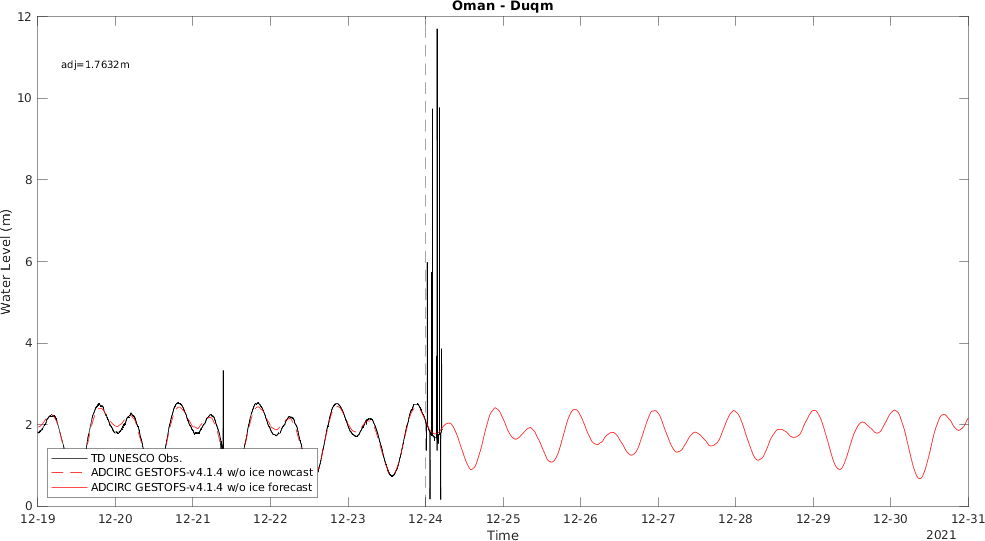 Oman - Duqm
12
adj=1.7632m
10
8
6
4
2
0
Water Level (m)
TD UNESCO Obs.
ADCIRC GESTOFS-v4.1.4 w/o ice nowcast
ADCIRC GESTOFS-v4.1.4 w/o ice forecast
12-19 12-20 12-21 12-22 12-23 12-24 12-25 12-26 12-27 12-28 12-29 12-30 12-31
Time
2021